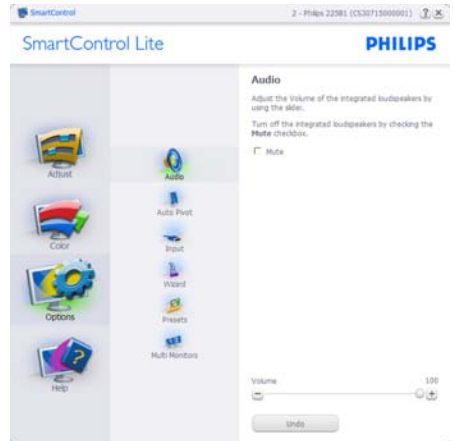 SmartControl
2 - Philips 225B1 (CS30715000001)
SmartControl Lite
PHILIPS
Adjust
Color
Options
Help
Audio
Auto Pivot
Input
Wizard
Presets
Multi Monitors
Audio
Adjust the Volume of the integrated loudspeakers by
using the slider.
Turn off the integrated loudspeakers by checking the
Mute checkbox.
Mute
Volume
100
Undo